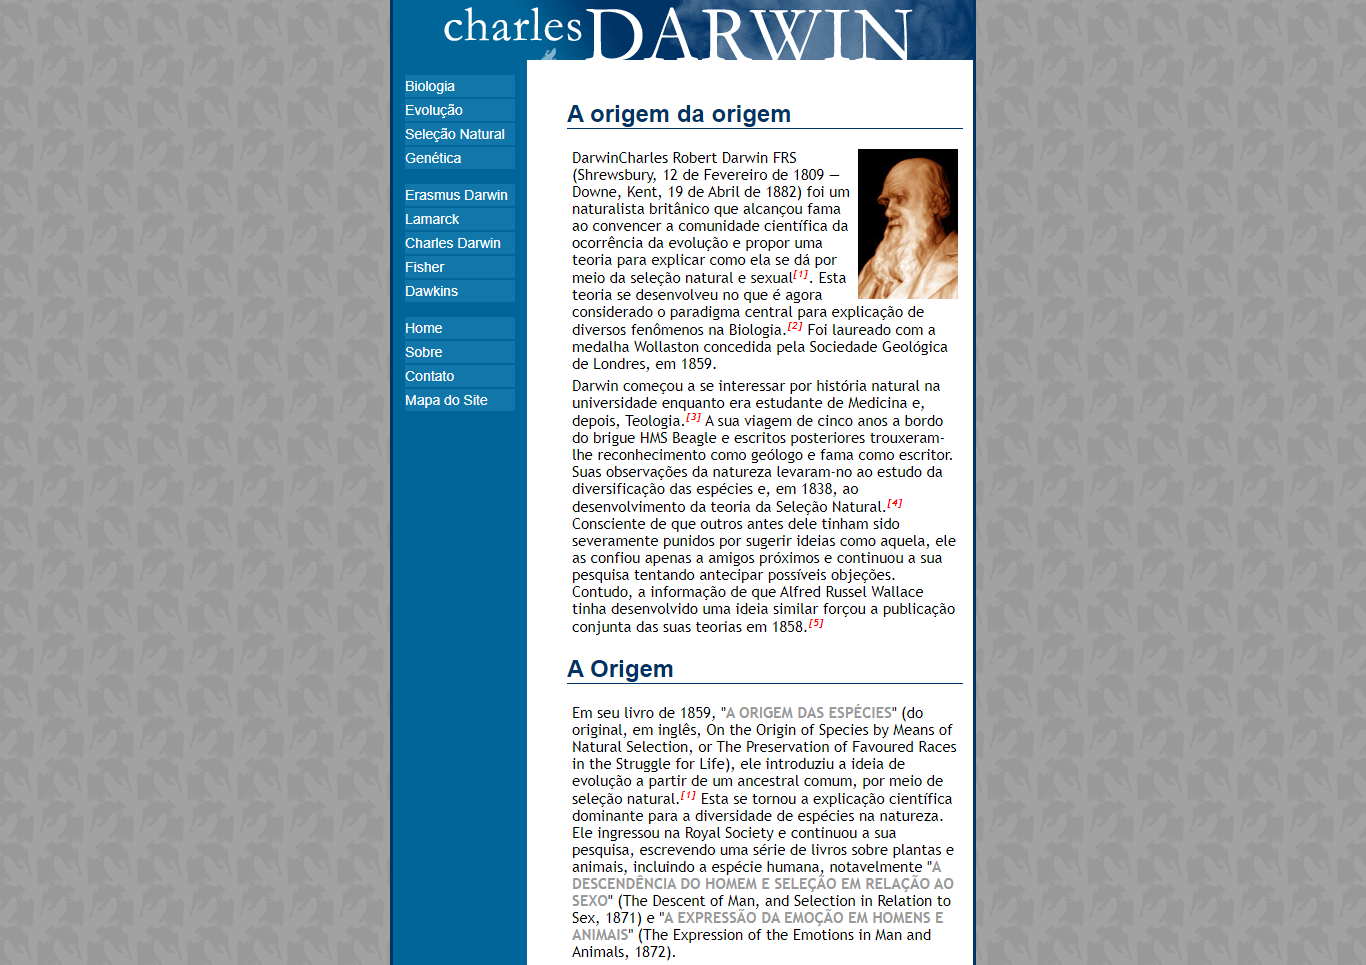 charles DARWIN
Biologia
Evolução
Seleção Natural
Genética
Erasmus Darwin
Lamarck
Charles Darwin
Fisher
Dawkins
Home
Sobre
Contato
Mapa do Site
A origem da origem
DarwinCharles Robert Darwin FRS
(Shrewsbury, 12 de Fevereiro de 1809 —
Downe, Kent, 19 de Abril de 1882) foi um
naturalista britânico que alcançou fama
ao convencer a comunidade científica da
ocorrência da evolução e propor uma
teoria para explicar como ela se dá por
meio da seleção natural e sexual[1]. Esta
teoria se desenvolveu no que é agora
considerado o paradigma central para explicação de
diversos fenômenos na Biologia.[2] Foi laureado com a
medalha Wollaston concedida pela Sociedade Geológica
de Londres, em 1859.
Darwin começou a se interessar por história natural na
universidade enquanto era estudante de Medicina e,
depois, Teologia.[3] A sua viagem de cinco anos a bordo
do brigue HMS Beagle e escritos posteriores trouxeram-
lhe reconhecimento como geólogo e fama como escritor.
Suas observações da natureza levaram-no ao estudo da
diversificação das espécies e, em 1838, ao
desenvolvimento da teoria da Seleção Natural.[4]
Consciente de que outros antes dele tinham sido
severamente punidos por sugerir ideias como aquela, ele
as confiou apenas a amigos próximos e continuou a sua
pesquisa tentando antecipar possíveis objeções.
Contudo, a informação de que Alfred Russel Wallace
tinha desenvolvido uma ideia similar forçou a publicação
conjunta das suas teorias em 1858.[5]
A Origem
Em seu livro de 1859, "A ORIGEM DAS ESPÉCIES" (do
original, em inglês, On the Origin of Species by Means of
Natural Selection, or The Preservation of Favoured Races
in the Struggle for Life), ele introduziu a ideia de
evolução a partir de um ancestral comum, por meio de
seleção natural.[1] Esta se tornou a explicação científica
dominante para a diversidade de espécies na natureza.
Ele ingressou na Royal Society e continuou a sua
pesquisa, escrevendo uma série de livros sobre plantas e
animais, incluindo a espécie humana, notavelmente "A
DESCENDÊNCIA DO HOMEM E SELEÇÃO EM RELAÇÃO AO
SEXO" (The Descent of Man, and Selection in Relation to
Sex, 1871) e "A EXPRESSÃO DA EMOÇÃO EM HOMENS E
ANIMAIS" (The Expression of the Emotions in Man and
Animals, 1872).